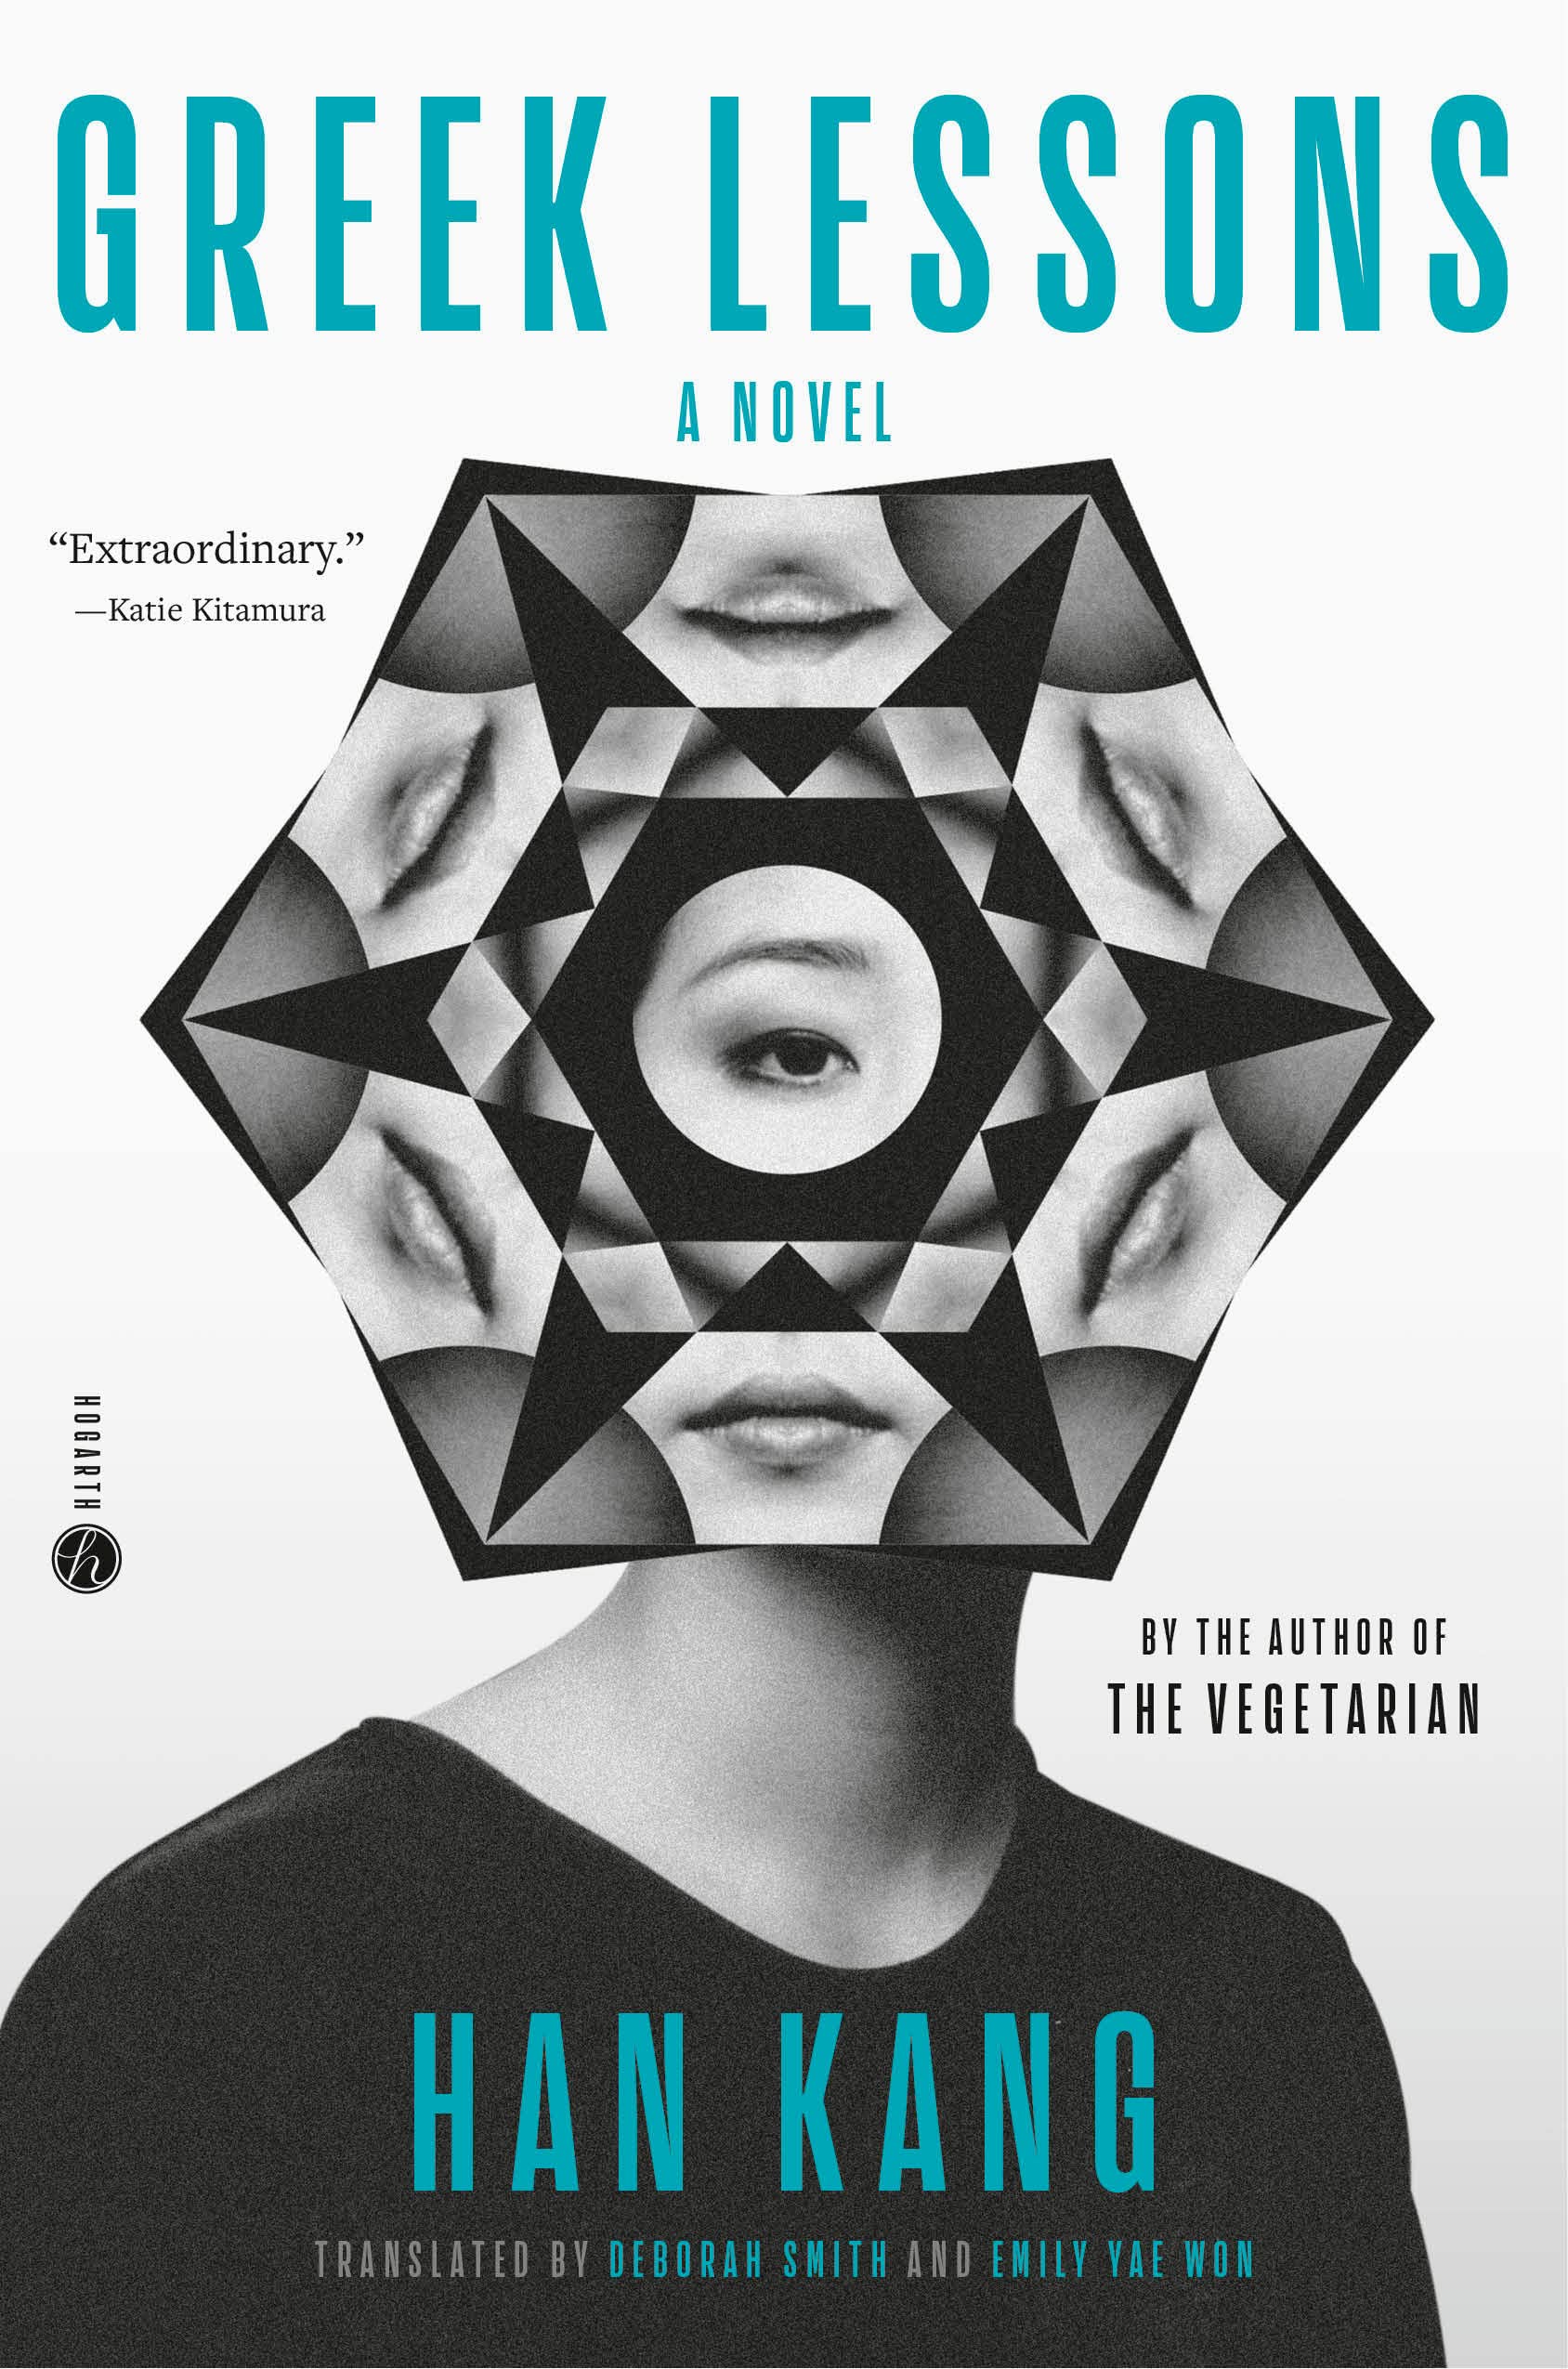 GREEK LESSONS
A NOVEL
“Extraordinary.”
—Katie Kitamura
HOGARTH
h
BY THE AUTHOR OF
THE VEGETARIAN
HAN KANG
TRANSLATED BY DEBORAH SMITH AND EMILY YAE WON